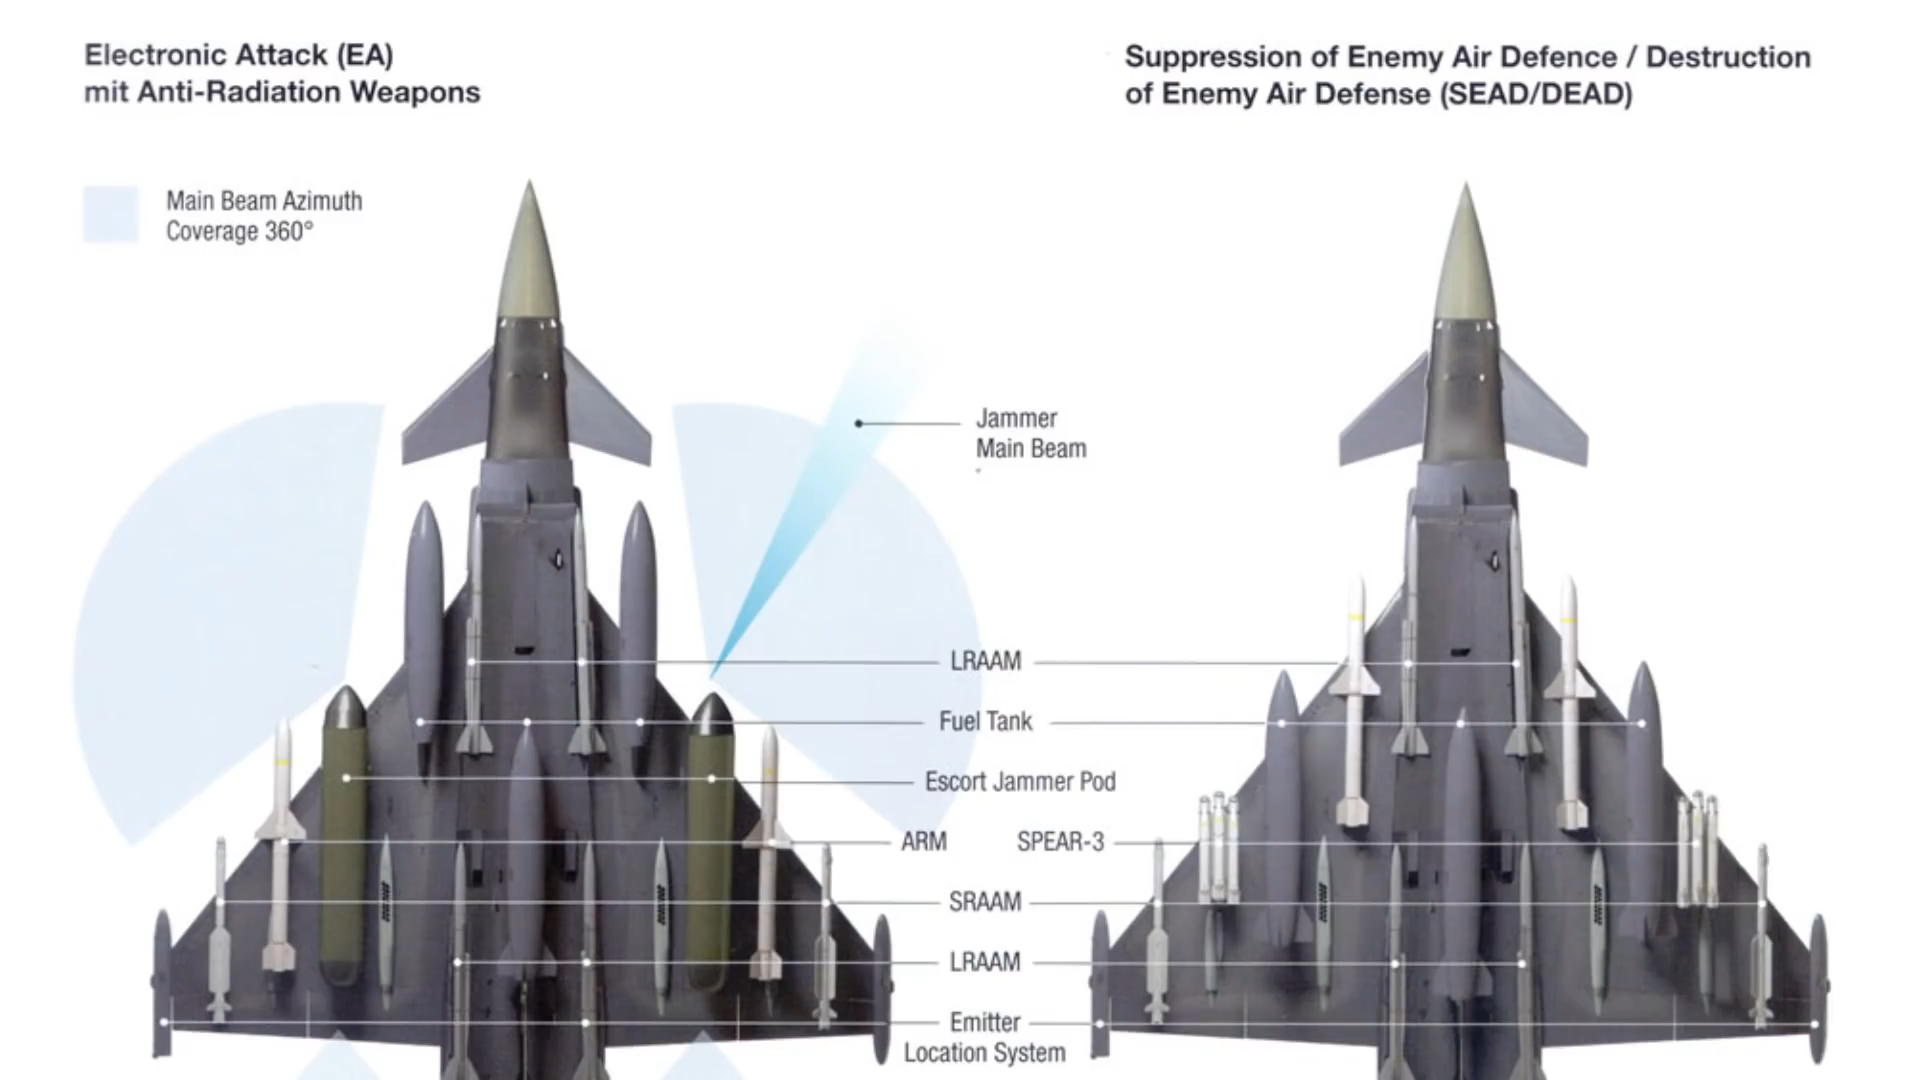 Electronic Attack (EA)
mit Anti-Radiation Weapons
Suppression of Enemy Air Defence / Destruction
of Enemy Air Defense (SEAD/DEAD)
Main Beam Azimuth
Coverage 360°
Jammer
Main Beam
LRAAM
Fuel Tank
Escort Jammer Pod
ARM
SPEAR-3
SRAAM
LRAAM
Emitter
Location System